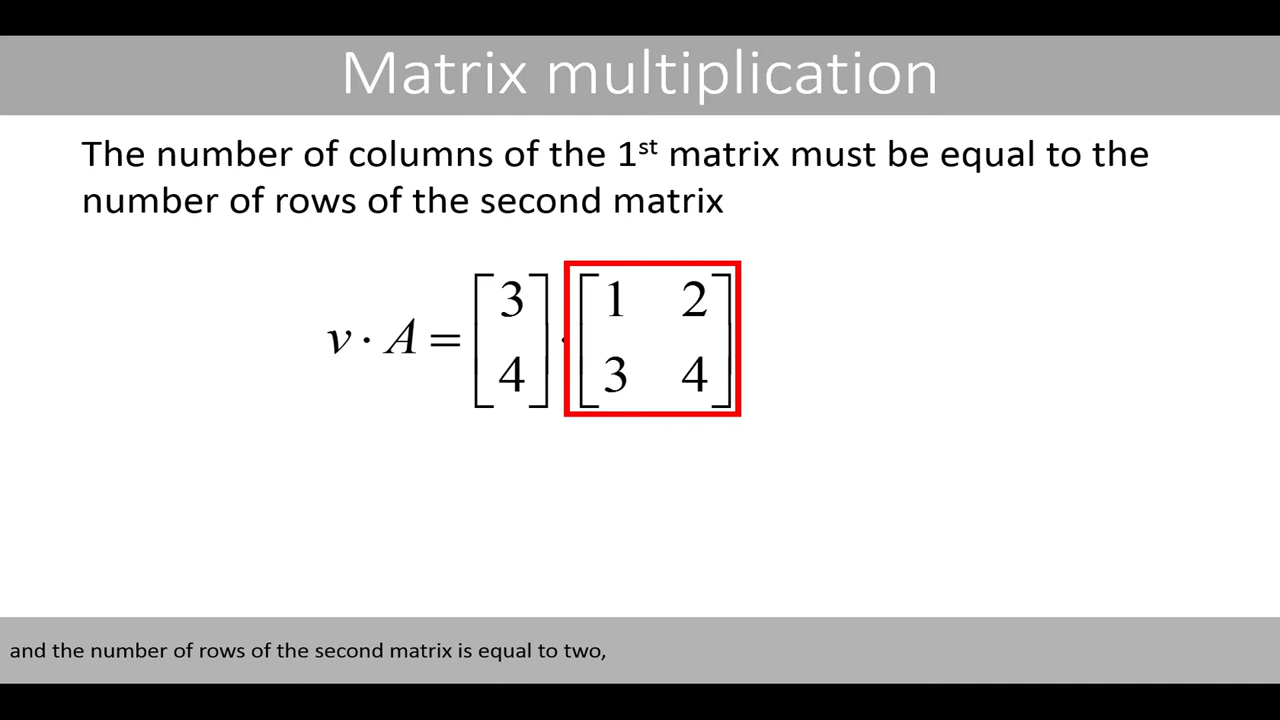 Matrix multiplication
The number of columns of the 1st matrix must be equal to the
number of rows of the second matrix
v · A = [3 4] · [1 2 3 4]
and the number of rows of the second matrix is equal to two,